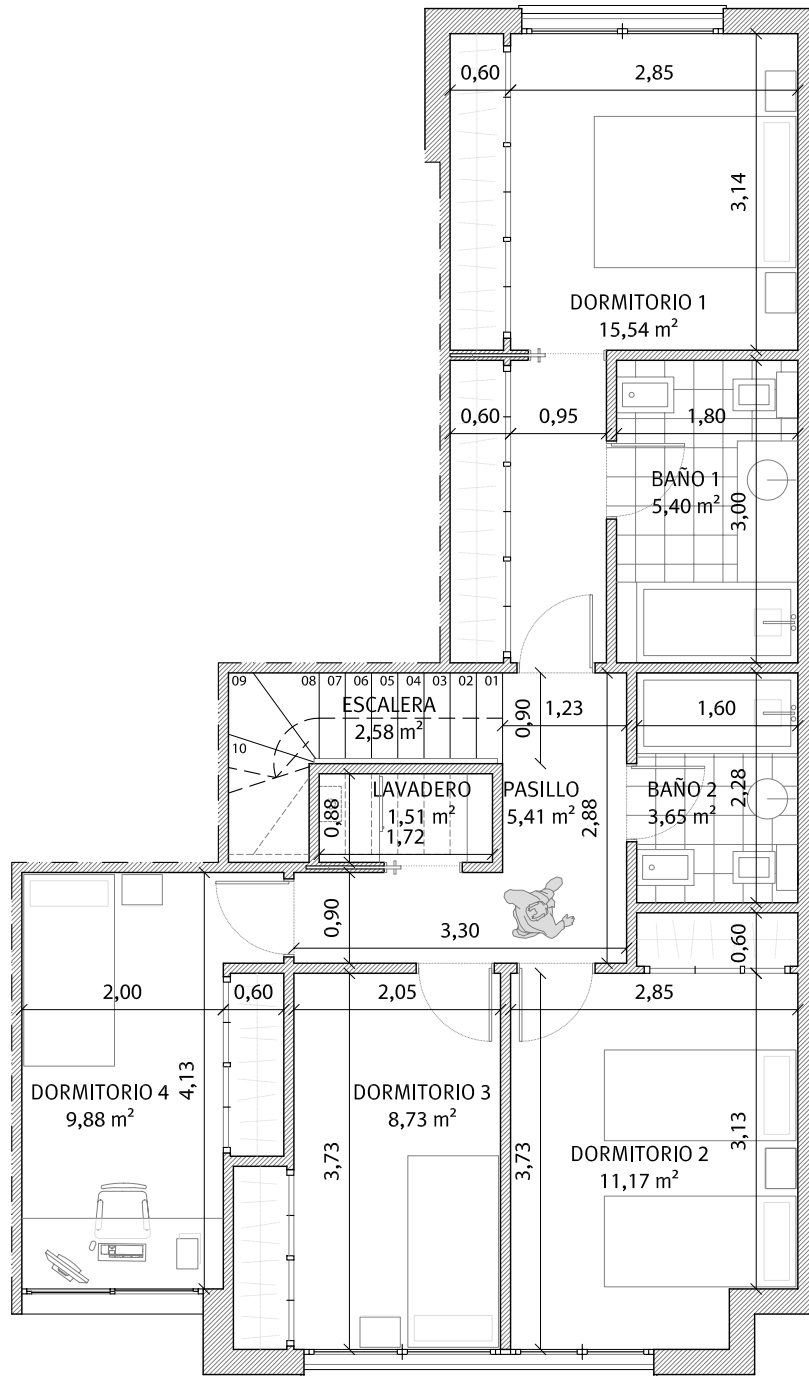 0,60
2,85
3,14
DORMITORIO 1
15,54 m²
0,60
0,95
1,80
BAÑO 1
5,40 m²
3,00
09
08
07
06
05
04
03
02
01
10
ESCALERA
2,58 m²
0,90
1,23
1,60
LAVADERO
1,51 m²
1,72
0,88
PASILLO
5,41 m²
2,88
BAÑO 2
3,65 m²
2,28
0,90
3,30
0,60
2,00
0,60
2,05
2,85
DORMITORIO 4
9,88 m²
4,13
DORMITORIO 3
8,73 m²
3,73
3,73
DORMITORIO 2
11,17 m²
3,13